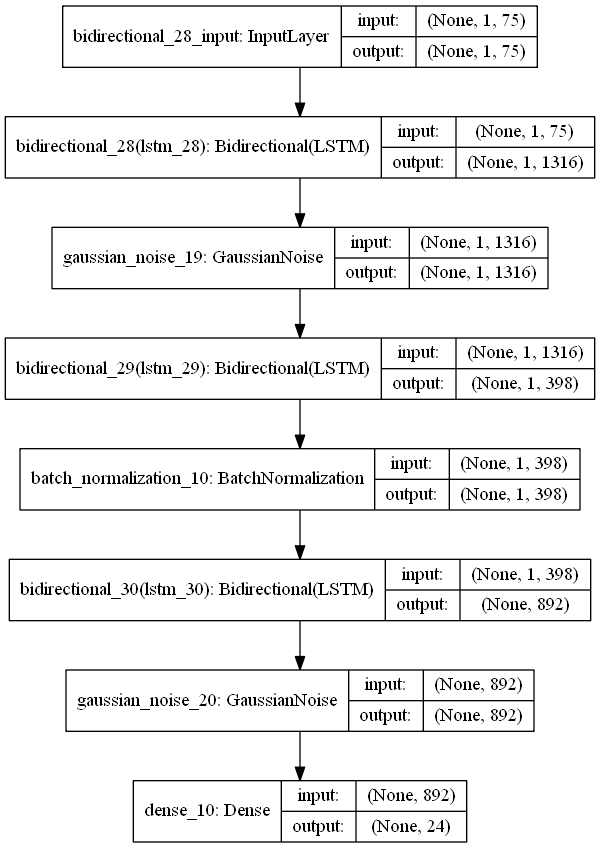 bidirectional_28_input: InputLayer
input: (None, 1, 75)
output: (None, 1, 75)
bidirectional_28(lstm_28): Bidirectional(LSTM)
input: (None, 1, 75)
output: (None, 1, 1316)
gaussian_noise_19: GaussianNoise
input: (None, 1, 1316)
output: (None, 1, 1316)
bidirectional_29(lstm_29): Bidirectional(LSTM)
input: (None, 1, 1316)
output: (None, 1, 398)
batch_normalization_10: BatchNormalization
input: (None, 1, 398)
output: (None, 1, 398)
bidirectional_30(lstm_30): Bidirectional(LSTM)
input: (None, 1, 398)
output: (None, 892)
gaussian_noise_20: GaussianNoise
input: (None, 892)
output: (None, 892)
dense_10: Dense
input: (None, 892)
output: (None, 24)